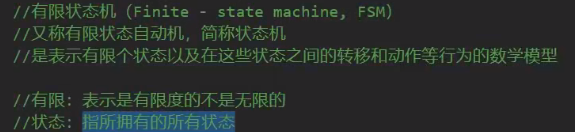 //有限状态机（Finite - state machine, FSM）
//又称有限状态自动机，简称状态机
//是表示有限个状态以及在这些状态之间的转移和动作等行为的数学模型
//有限：表示是有限度的不是无限的
//状态：指所拥有的所有状态